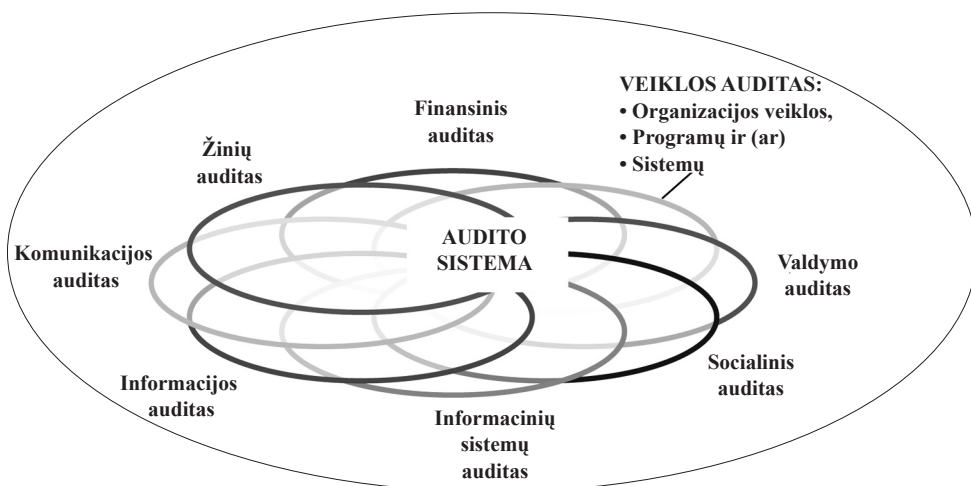 VEIKLOS AUDITAS:
• Organizacijos veiklos,
• Programų ir (ar)
• Sistemų
Finansinis
auditas
Žinių
auditas
Komunikacijos
auditas
AUDITO
SISTEMA
Valdymo
auditas
Informacijos
auditas
Socialinis
auditas
Informacinių
sistemų
auditas